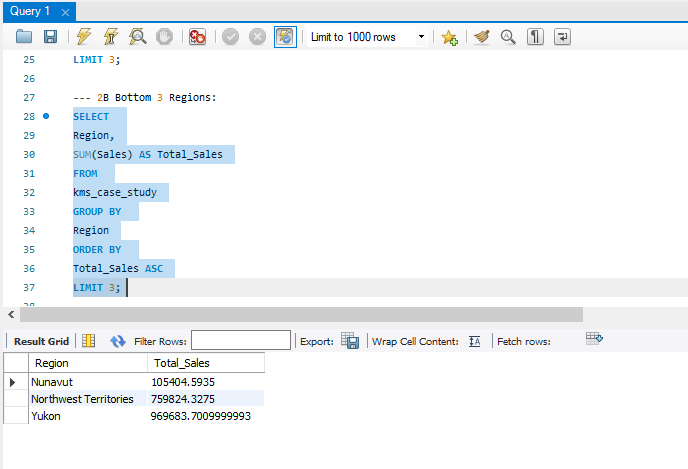 Query 1
Limit to 1000 rows
25 LIMIT 3;
26
27 --- 2B Bottom 3 Regions:
28 SELECT
29 Region,
30 SUM(Sales) AS Total_Sales
31 FROM
32 kms_case_study
33 GROUP BY
34 Region
35 ORDER BY
36 Total_Sales ASC
37 LIMIT 3;
Result Grid Filter Rows: Export: Wrap Cell Content: Fetch rows:
Region Total_Sales
Nunavut 105404.5935
Northwest Territories 759824.3275
Yukon 969683.7009999993